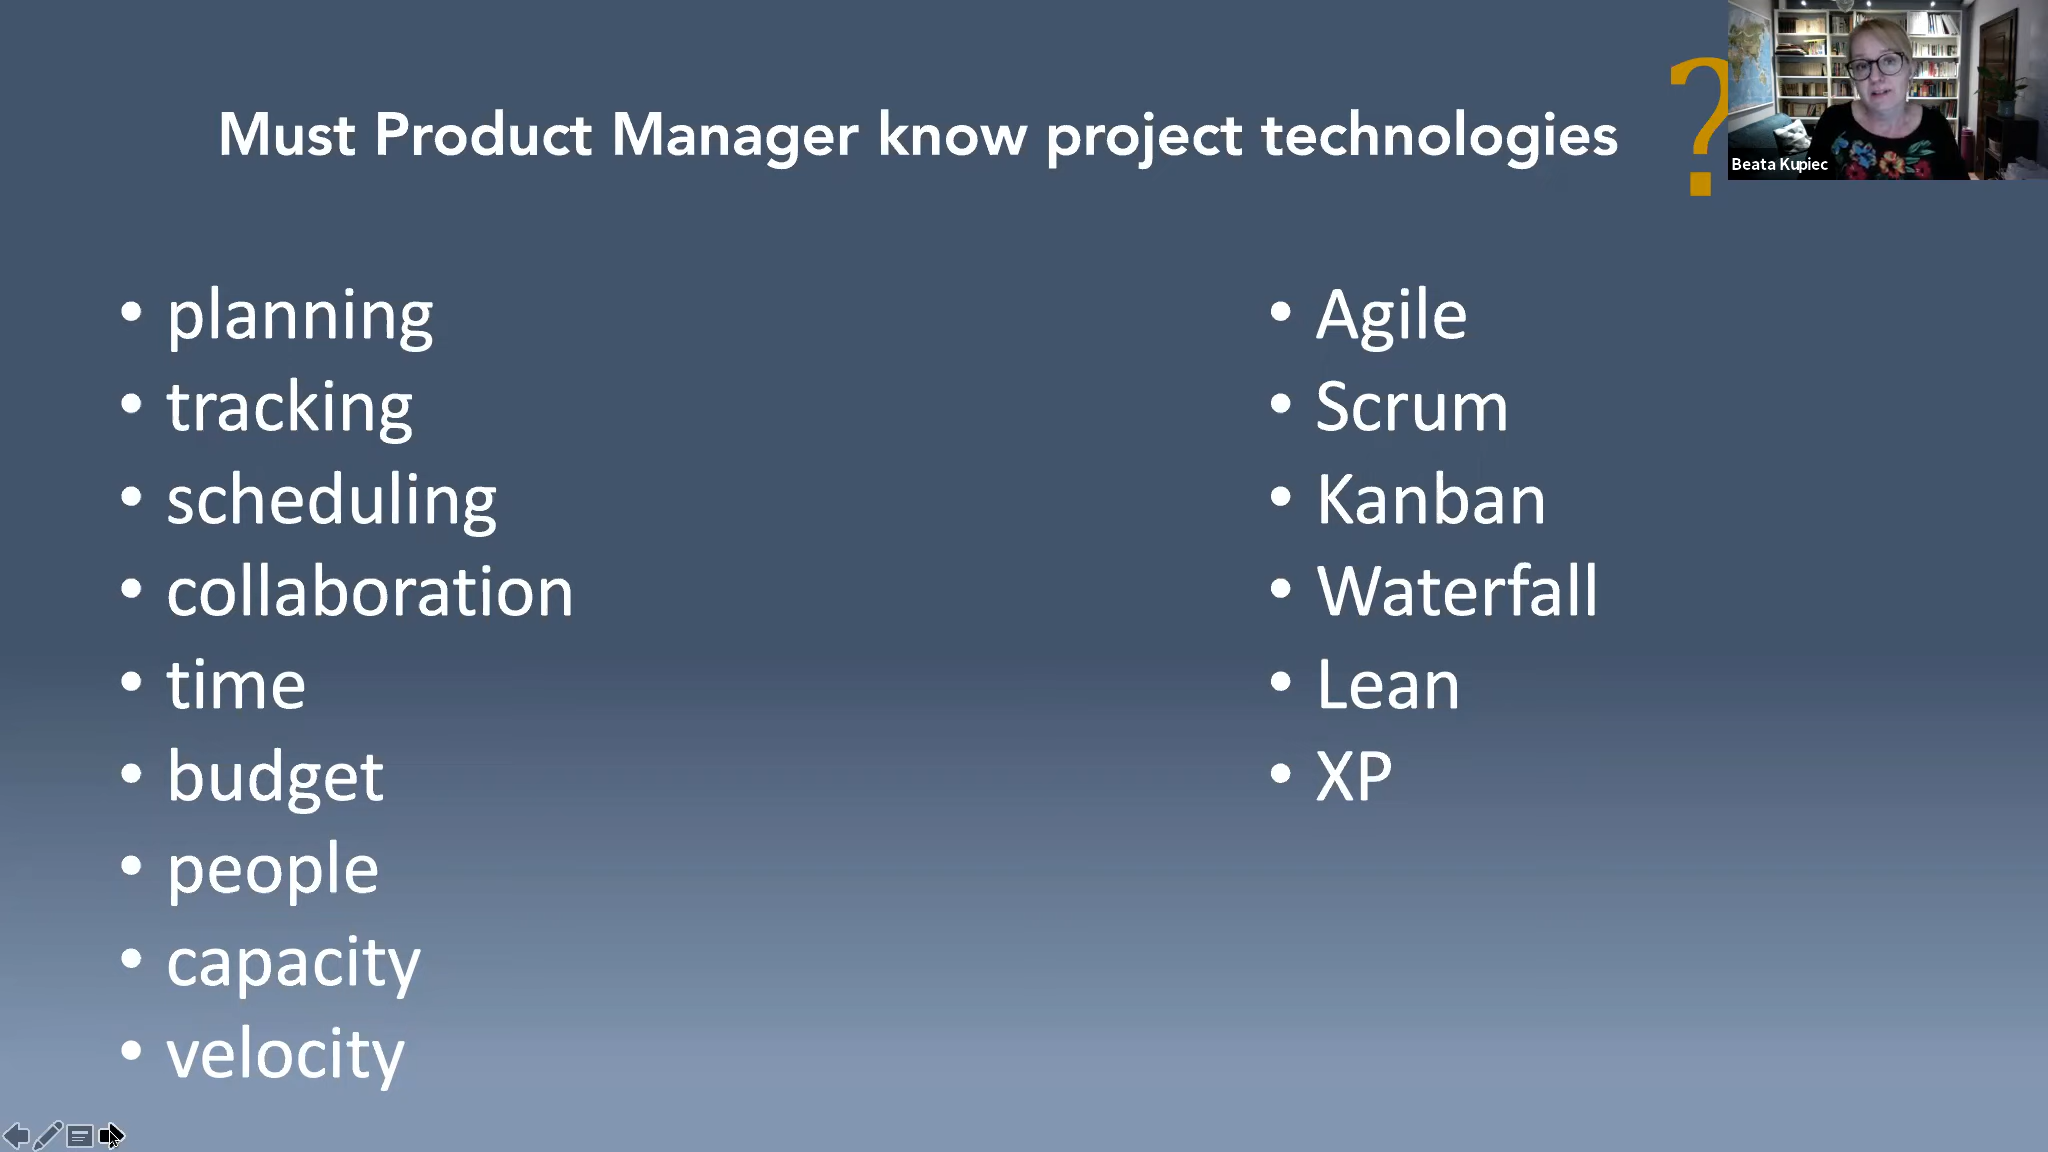 Must Product Manager know project technologies ?
Beata Kupiec
• planning
• tracking
• scheduling
• collaboration
• time
• budget
• people
• capacity
• velocity
• Agile
• Scrum
• Kanban
• Waterfall
• Lean
• XP